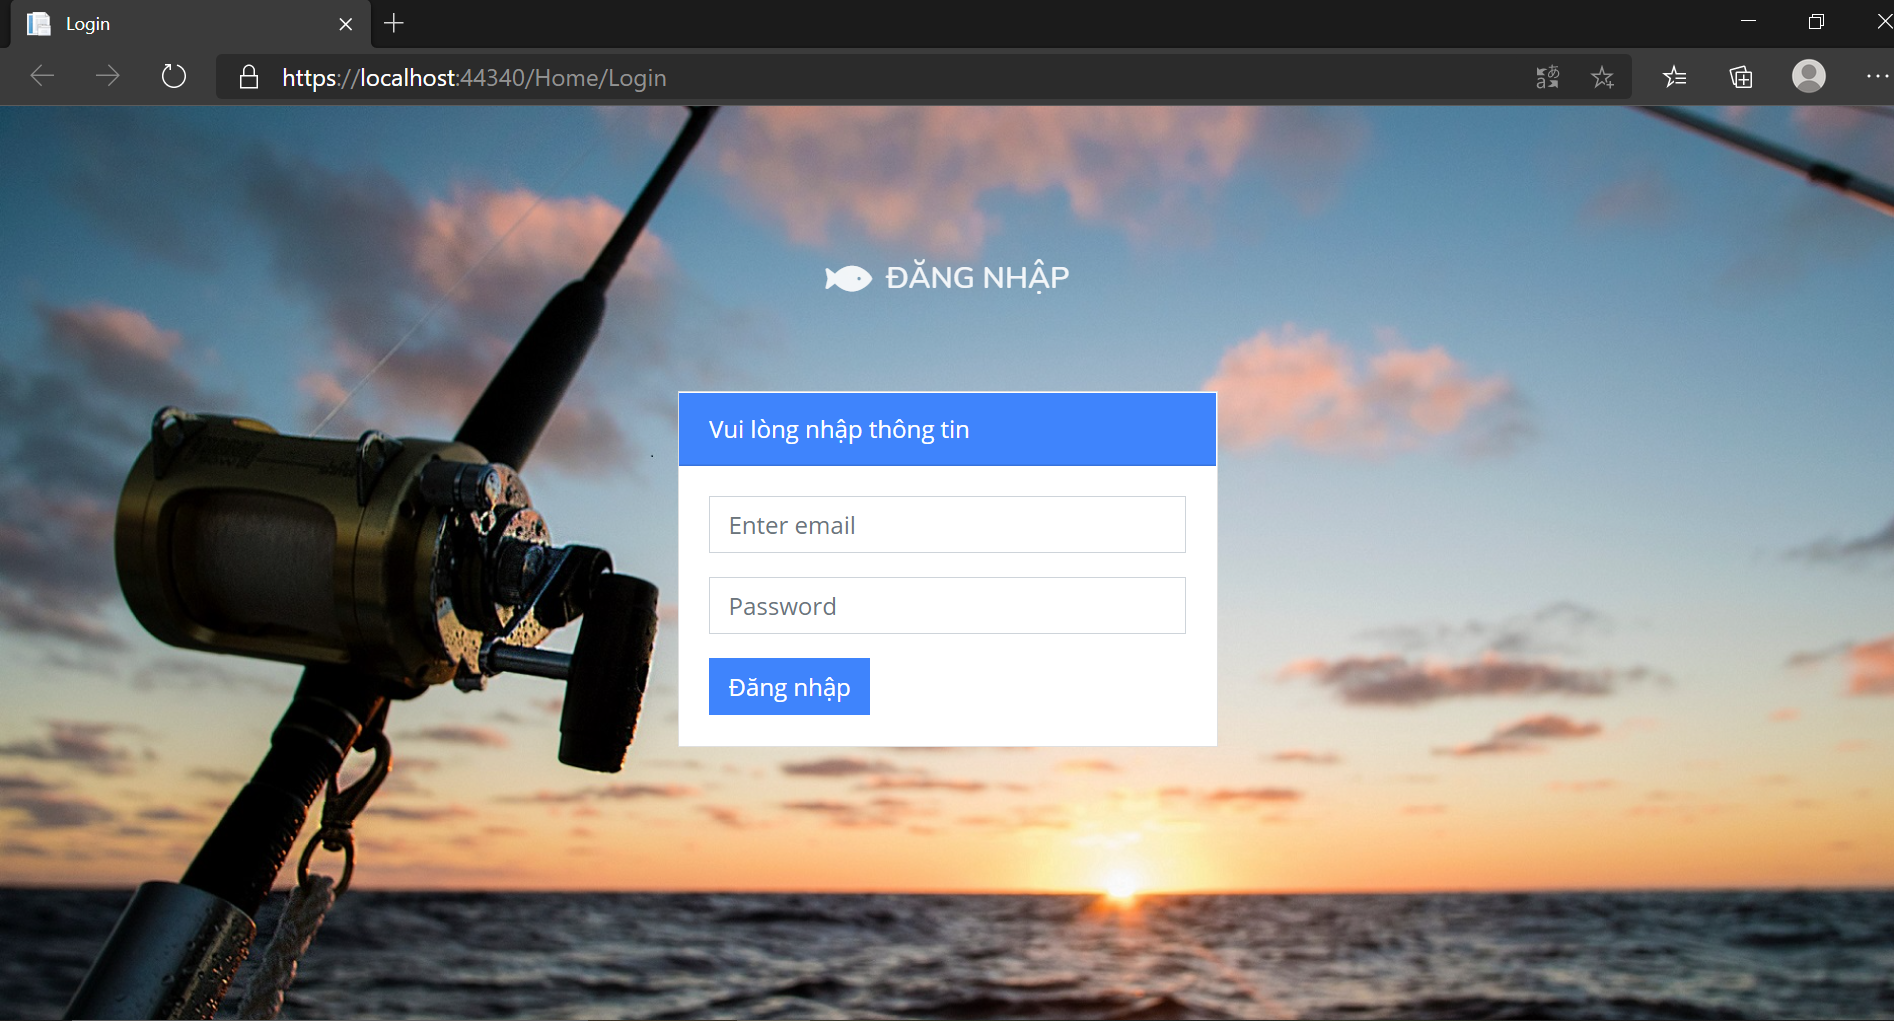 Login
https://localhost:44340/Home/Login
ĐĂNG NHẬP
Vui lòng nhập thông tin
Enter email
Password
Đăng nhập